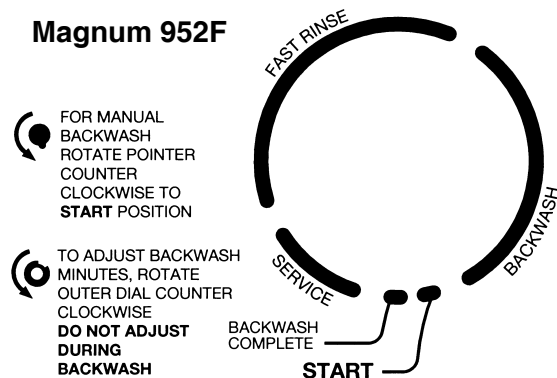 Magnum 952F
FAST RINSE
FOR MANUAL
BACKWASH
ROTATE POINTER
COUNTER
CLOCKWISE TO
START POSITION
BACKWASH
SERVICE
TO ADJUST BACKWASH
MINUTES, ROTATE
OUTER DIAL COUNTER
CLOCKWISE
DO NOT ADJUST
DURING
BACKWASH
BACKWASH
COMPLETE
START